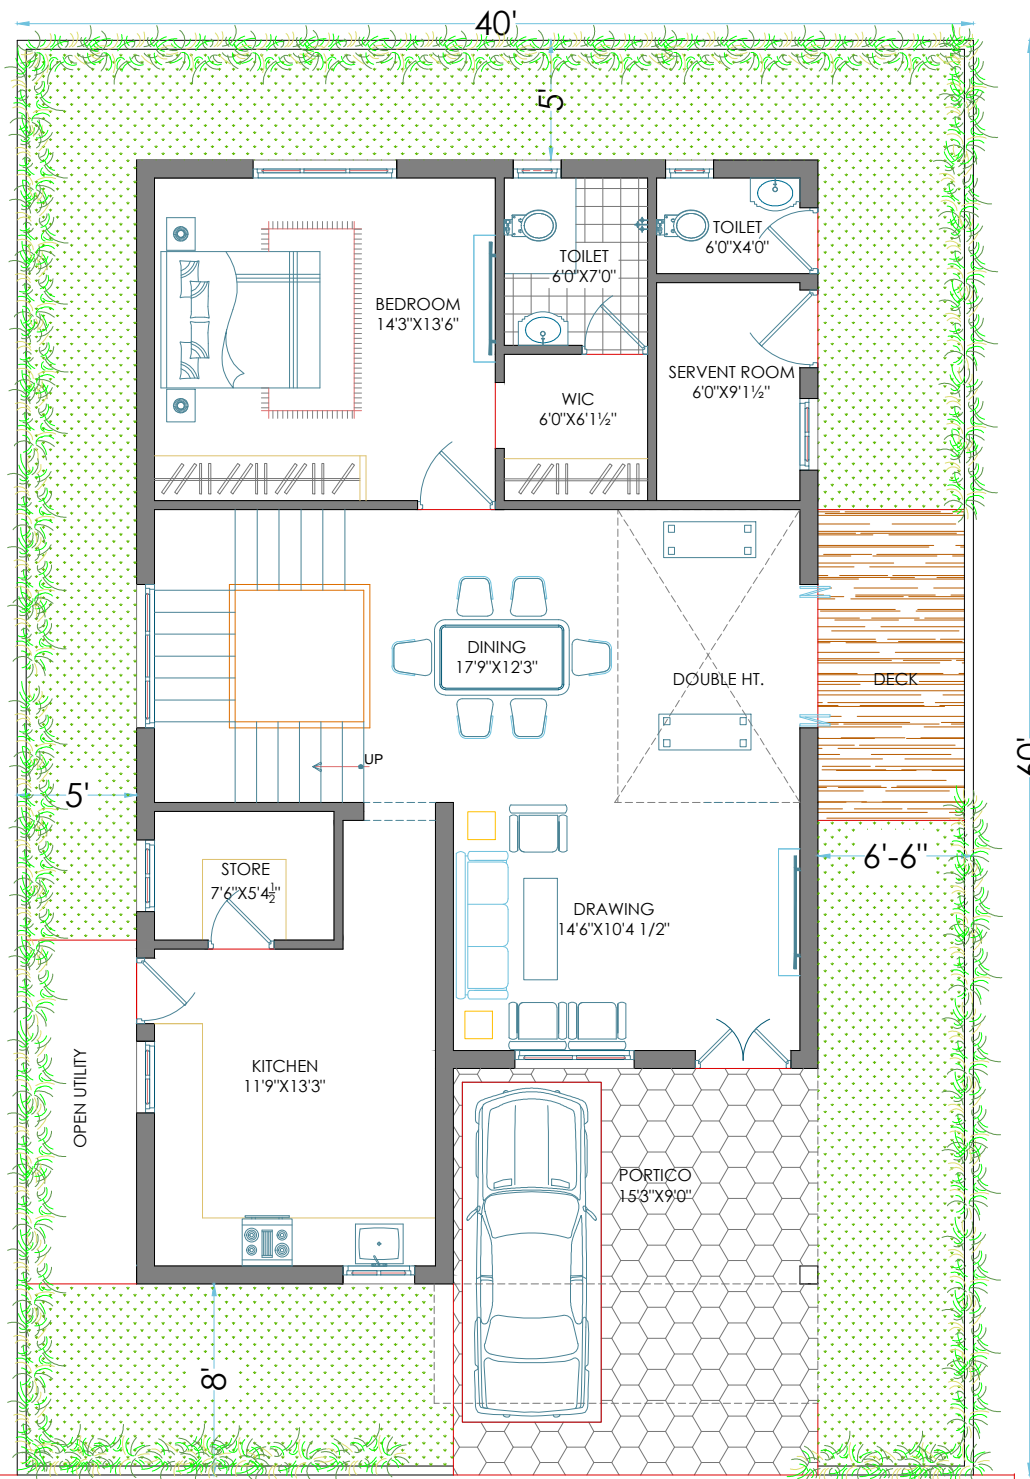 40'
5'
BEDROOM
14'3"X13'6"
TOILET
6'0"X7'0"
TOILET
6'0"X4'0"
WIC
6'0"X6'1½"
SERVENT ROOM
6'0"X9'1½"
DINING
17'9"X12'3"
DOUBLE HT.
DECK
UP
60'
5'
6'-6"
STORE
7'6"X5'4½"
DRAWING
14'6"X10'4 1/2"
KITCHEN
11'9"X13'3"
OPEN UTILITY
PORTICO
15'3"X9'0"
8'